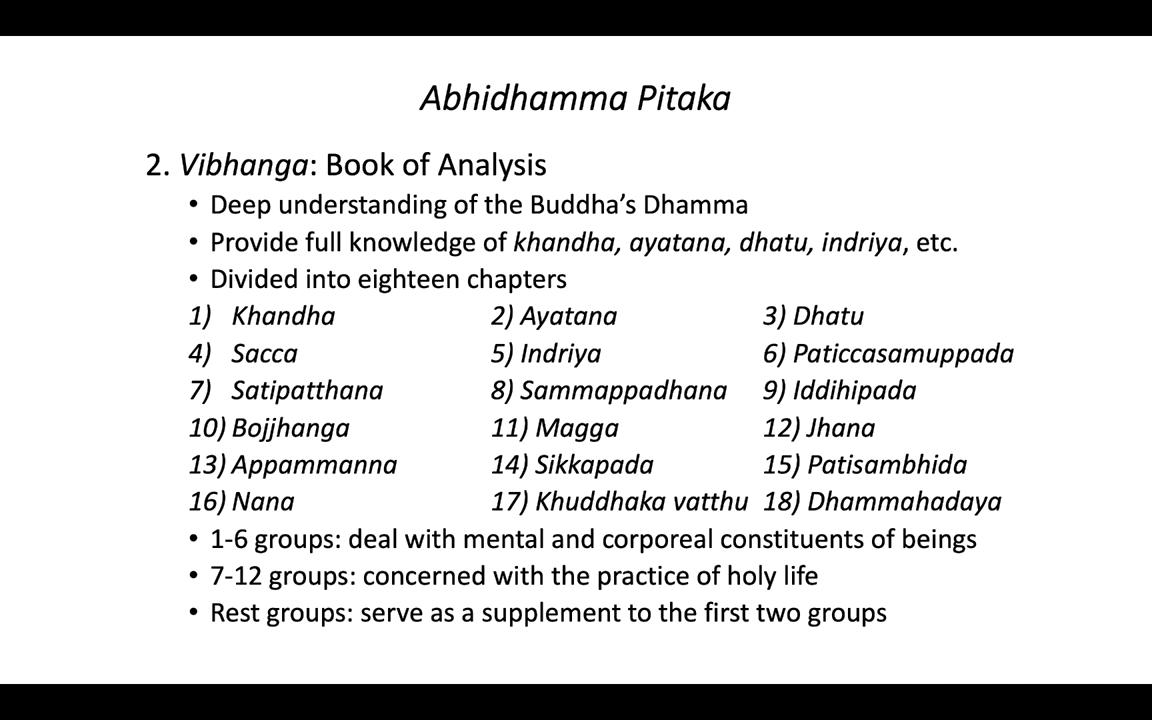 Abhidhamma Pitaka
2. Vibhanga: Book of Analysis
• Deep understanding of the Buddha’s Dhamma
• Provide full knowledge of khandha, ayatana, dhatu, indriya, etc.
• Divided into eighteen chapters
1) Khandha 2) Ayatana 3) Dhatu
4) Sacca 5) Indriya 6) Paticcasamuppada
7) Satipatthana 8) Sammappadhana 9) Iddihipada
10) Bojjhanga 11) Magga 12) Jhana
13) Appammanna 14) Sikkapada 15) Patisambhida
16) Nana 17) Khuddhaka vatthu 18) Dhammahadaya
• 1-6 groups: deal with mental and corporeal constituents of beings
• 7-12 groups: concerned with the practice of holy life
• Rest groups: serve as a supplement to the first two groups